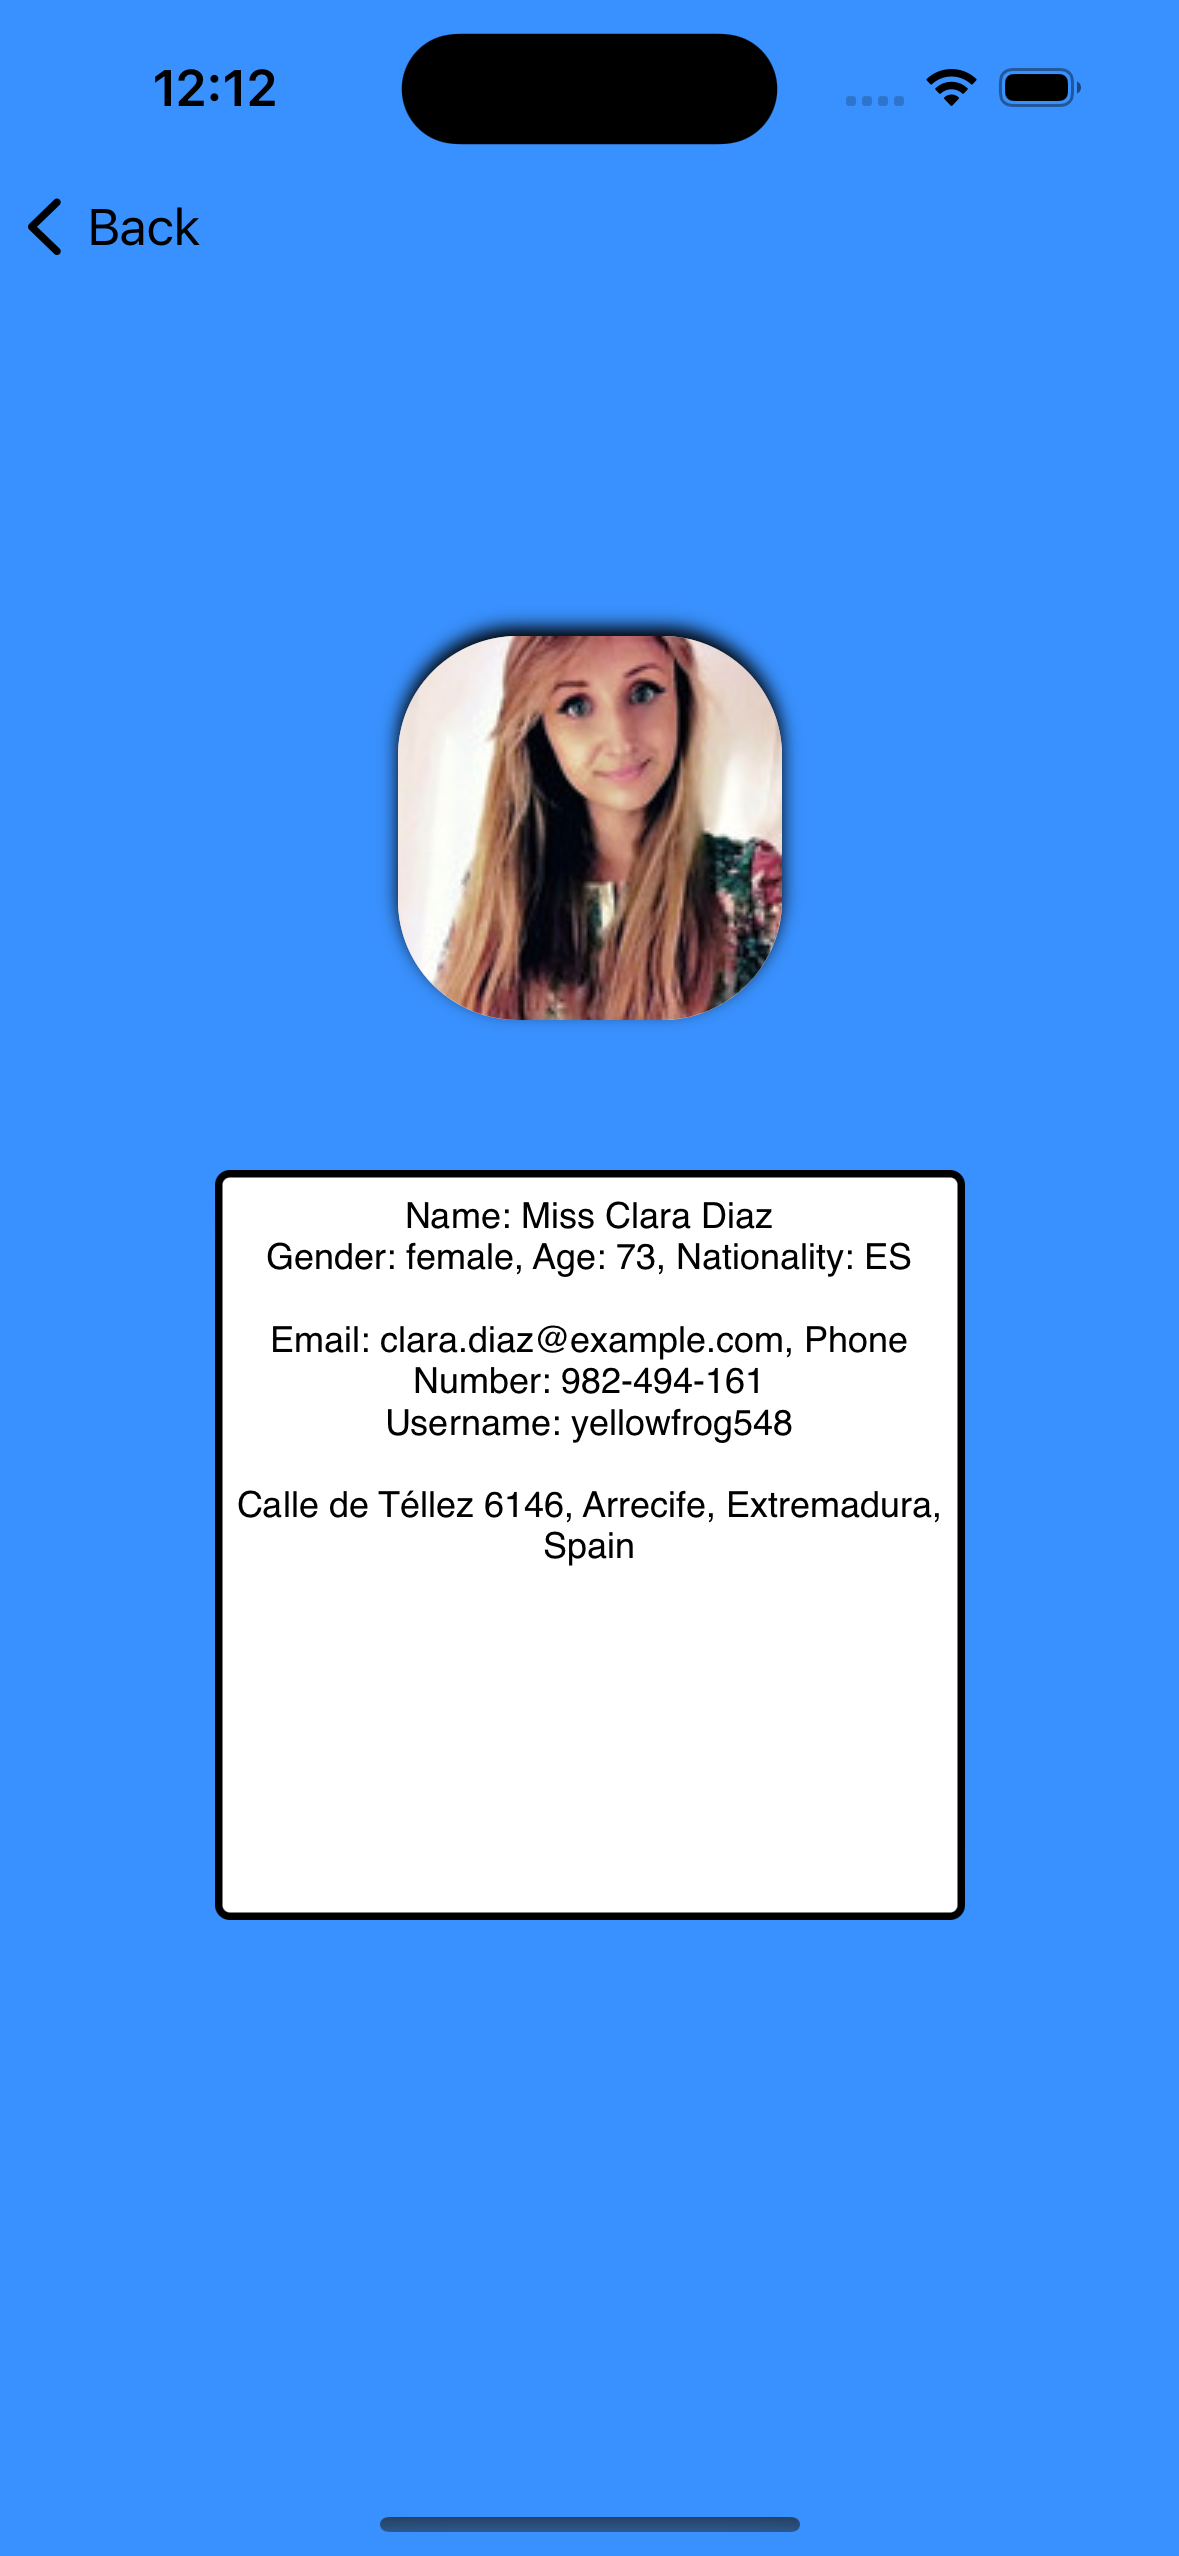 12:12
Back
Name: Miss Clara Diaz
Gender: female, Age: 73, Nationality: ES
Email: clara.diaz@example.com, Phone
Number: 982-494-161
Username: yellowfrog548
Calle de Téllez 6146, Arrecife, Extremadura,
Spain